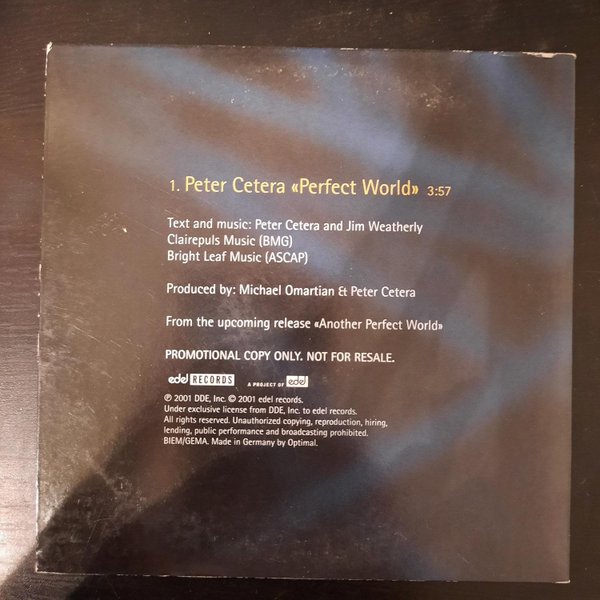 1. Peter Cetera «Perfect World» 3:57
Text and music: Peter Cetera and Jim Weatherly
Clairepuls Music (BMG)
Bright Leaf Music (ASCAP)
Produced by: Michael Omartian & Peter Cetera
From the upcoming release «Another Perfect World»
PROMOTIONAL COPY ONLY. NOT FOR RESALE.
edel RECORDS A PROJECT OF edel
℗ 2001 DDE, Inc. © 2001 edel records.
Under exclusive license from DDE, Inc. to edel records.
All rights reserved. Unauthorized copying, reproduction, hiring,
lending, public performance and broadcasting prohibited.
BIEM/GEMA. Made in Germany by Optimal.